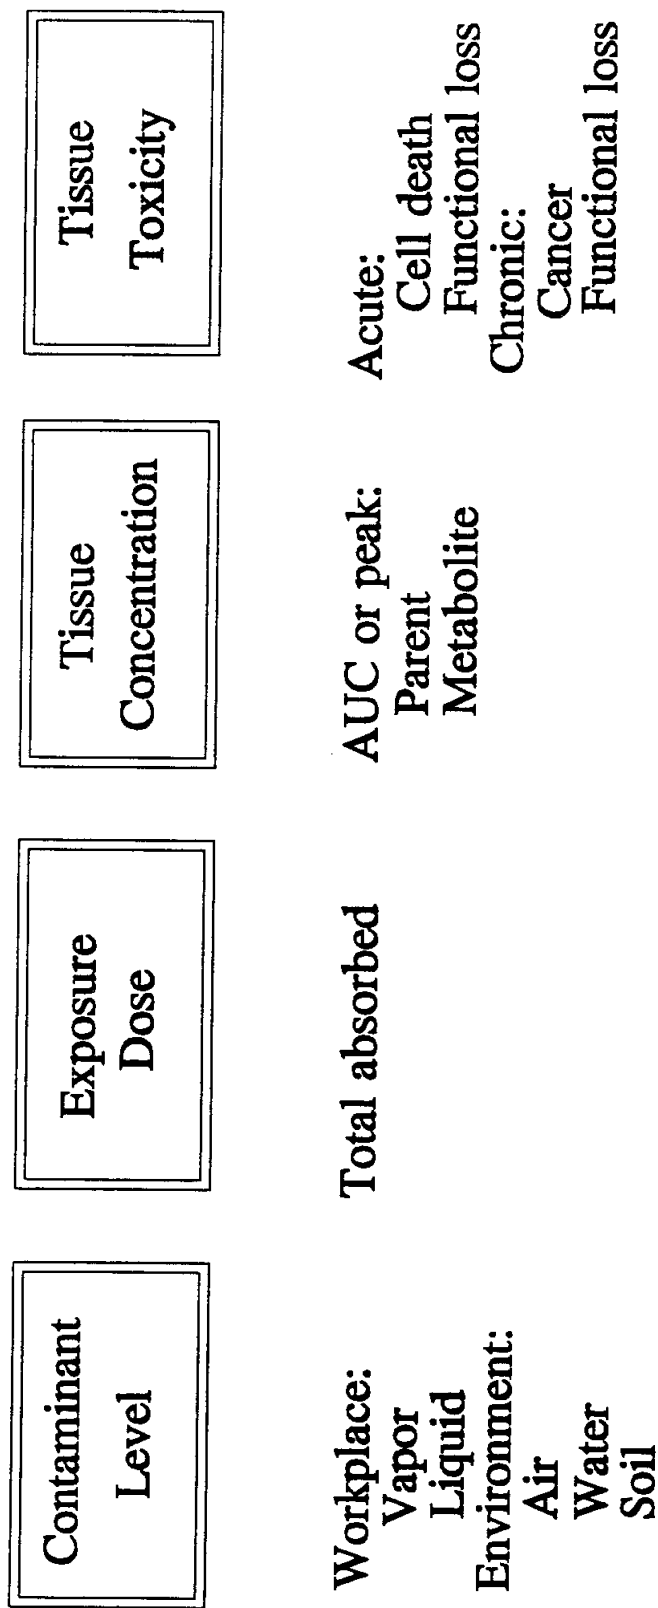 Contaminant
Level
Workplace:
Vapor
Liquid
Environment:
Air
Water
Soil
Exposure
Dose
Total absorbed
Tissue
Concentration
AUC or peak:
Parent
Metabolite
Tissue
Toxicity
Acute:
Cell death
Functional loss
Chronic:
Cancer
Functional loss